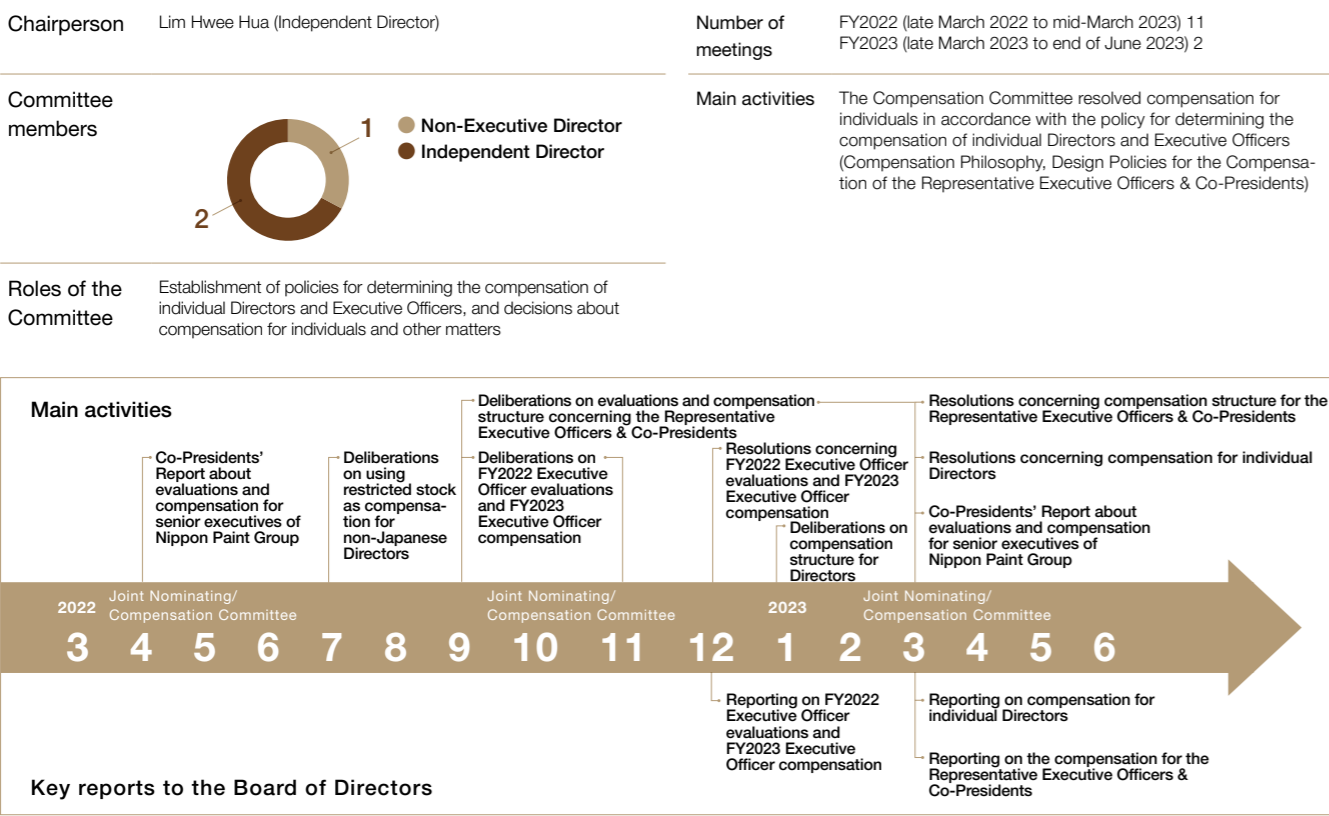 Chairperson
Lim Hwee Hua (Independent Director)
Committee
members
1
2
Non-Executive Director
Independent Director
Roles of the
Committee
Establishment of policies for determining the compensation of
individual Directors and Executive Officers, and decisions about
compensation for individuals and other matters
Number of
meetings
FY2022 (late March 2022 to mid-March 2023) 11
FY2023 (late March 2023 to end of June 2023) 2
Main activities
The Compensation Committee resolved compensation for
individuals in accordance with the policy for determining the
compensation of individual Directors and Executive Officers
(Compensation Philosophy, Design Policies for the Compensa-
tion of the Representative Executive Officers & Co-Presidents)
Main activities
Co-Presidents'
Report about
evaluations and
compensation for
senior executives of
Nippon Paint Group
Deliberations
on using
restricted stock
as compensa-
tion for
non-Japanese
Directors
Deliberations on evaluations and compensation
structure concerning the Representative
Executive Officers & Co-Presidents
Deliberations on
FY2022 Executive
Officer evaluations
and FY2023
Executive Officer
compensation
Resolutions concerning
FY2022 Executive Officer
evaluations and FY2023
Executive Officer
compensation
Deliberations on
compensation
structure for
Directors
Resolutions concerning compensation structure for the
Representative Executive Officers & Co-Presidents
Resolutions concerning compensation for individual
Directors
Co-Presidents' Report about
evaluations and compensation
for senior executives of
Nippon Paint Group
2022
Joint Nominating/
Compensation Committee
Joint Nominating/
Compensation Committee
2023
Joint Nominating/
Compensation Committee
3 4 5 6 7 8 9 10 11 12 1 2 3 4 5 6
Reporting on FY2022
Executive Officer
evaluations and
FY2023 Executive
Officer compensation
Reporting on compensation for
individual Directors
Reporting on the compensation for the
Representative Executive Officers &
Co-Presidents
Key reports to the Board of Directors